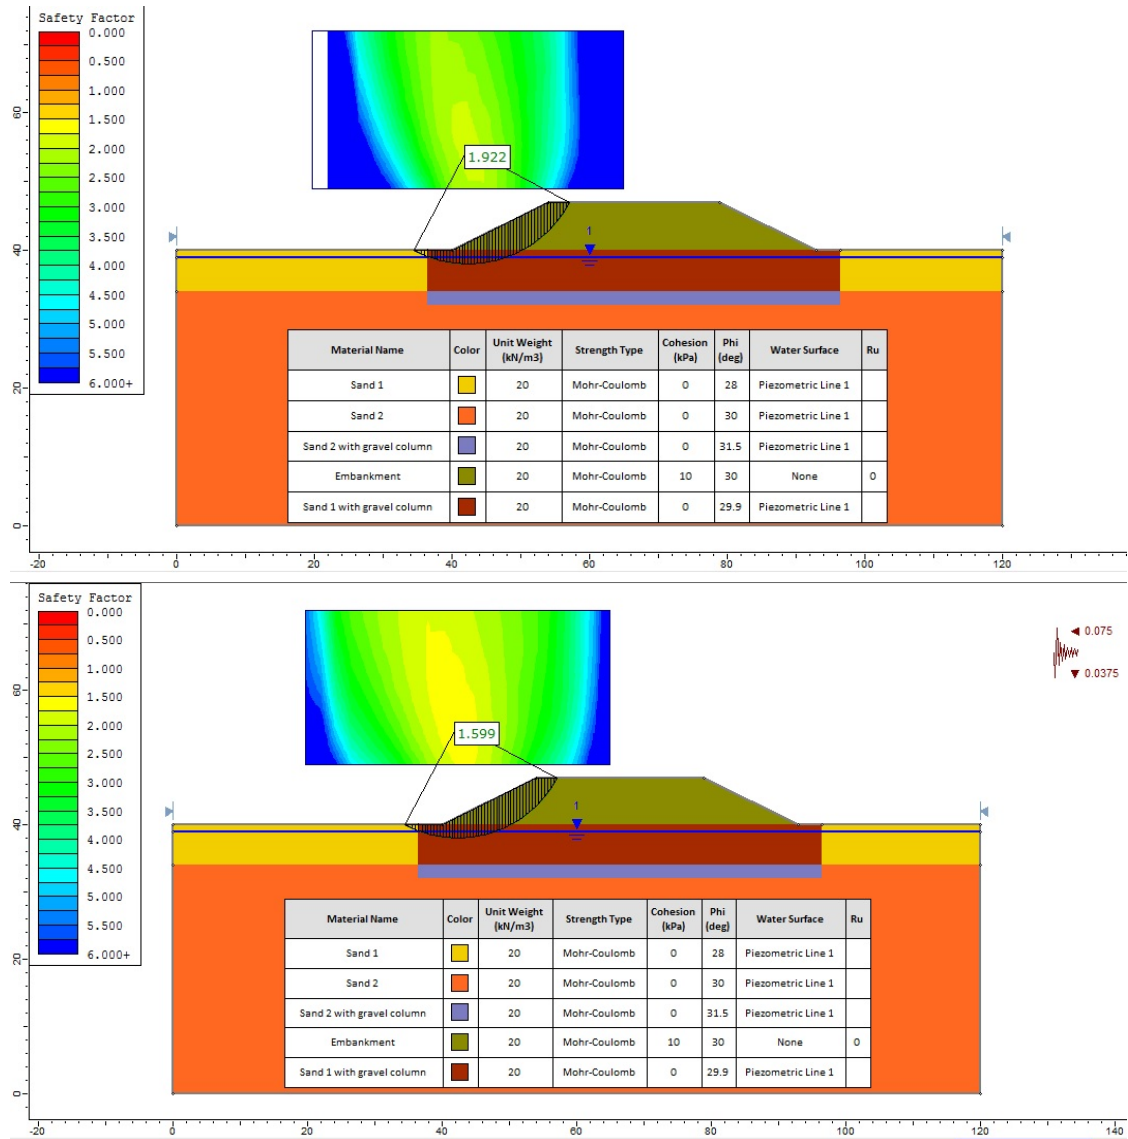 Safety Factor
0.000
0.500
1.000
1.500
2.000
2.500
3.000
3.500
4.000
4.500
5.000
5.500
6.000+
60
40
20
0
1.922
1
Material Name Color Unit Weight (kN/m3) Strength Type Cohesion (kPa) Phi (deg) Water Surface Ru
Sand 1 20 Mohr-Coulomb 0 28 Piezometric Line 1
Sand 2 20 Mohr-Coulomb 0 30 Piezometric Line 1
Sand 2 with gravel column 20 Mohr-Coulomb 0 31.5 Piezometric Line 1
Embankment 20 Mohr-Coulomb 10 30 None 0
Sand 1 with gravel column 20 Mohr-Coulomb 0 29.9 Piezometric Line 1
-20 0 20 40 60 80 100 120
Safety Factor
0.000
0.500
1.000
1.500
2.000
2.500
3.000
3.500
4.000
4.500
5.000
5.500
6.000+
60
40
20
0
0.075
0.0375
1.599
1
Material Name Color Unit Weight (kN/m3) Strength Type Cohesion (kPa) Phi (deg) Water Surface Ru
Sand 1 20 Mohr-Coulomb 0 28 Piezometric Line 1
Sand 2 20 Mohr-Coulomb 0 30 Piezometric Line 1
Sand 2 with gravel column 20 Mohr-Coulomb 0 31.5 Piezometric Line 1
Embankment 20 Mohr-Coulomb 10 30 None 0
Sand 1 with gravel column 20 Mohr-Coulomb 0 29.9 Piezometric Line 1
-20 0 20 40 60 80 100 120 140